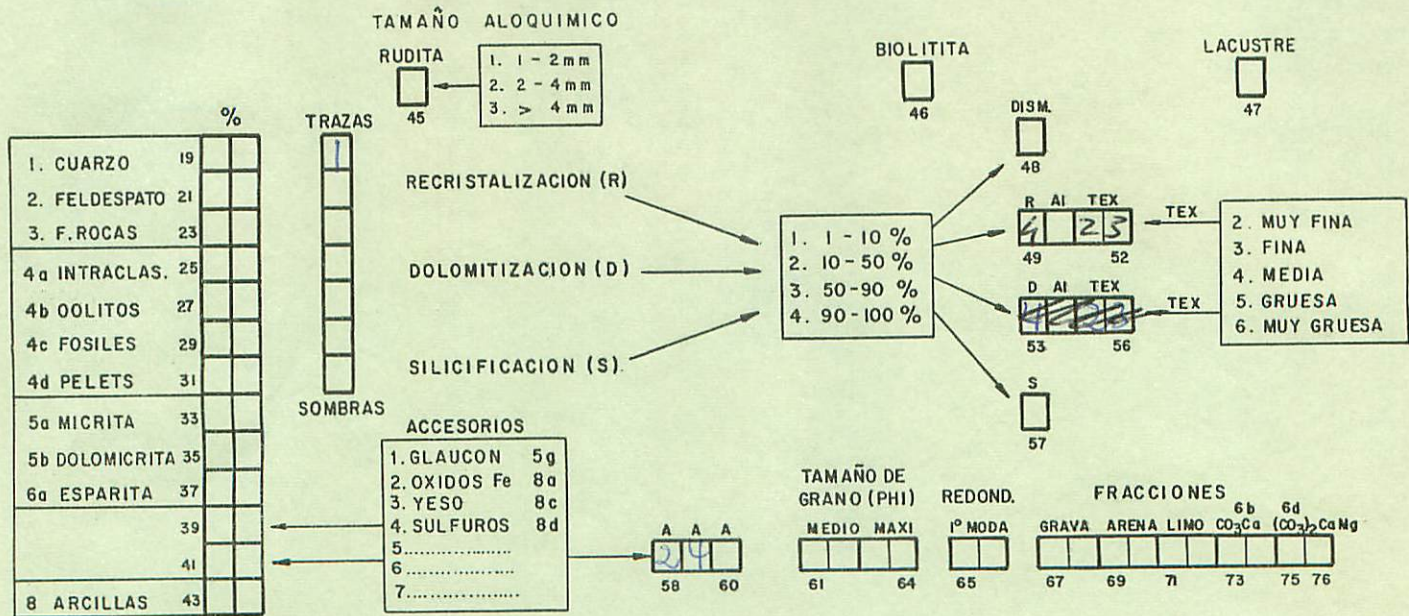 TAMAÑO ALOQUIMICO
RUDITA
45
1. 1 - 2 mm
2. 2 - 4 mm
3. > 4 mm
BIOLITITA
46
LACUSTRE
47
%
TRAZAS
1
SOMBRAS
1. CUARZO 19
2. FELDESPATO 21
3. F. ROCAS 23
4a INTRACLAS. 25
4b OOLITOS 27
4c FOSILES 29
4d PELETS 31
5a MICRITA 33
5b DOLOMICRITA 35
6a ESPARITA 37
39
41
8 ARCILLAS 43
RECRISTALIZACION (R)
DOLOMITIZACION (D)
SILICIFICACION (S).
1. 1 - 10 %
2. 10 - 50 %
3. 50 - 90 %
4. 90 - 100 %
DISM.
48
R AI TEX
4 2 3
49 52
TEX
D AI TEX
4 2 3
53 56
TEX
S
57
2. MUY FINA
3. FINA
4. MEDIA
5. GRUESA
6. MUY GRUESA
ACCESORIOS
1. GLAUCON 5g
2. OXIDOS Fe 8a
3. YESO 8c
4. SULFUROS 8d
5..................
6..................
7..................
A A A
2 4
58 60
TAMAÑO DE
GRANO (PHI)
MEDIO MAXI
61 64
REDOND.
1º MODA
65
FRACCIONES
6b 6d
GRAVA ARENA LIMO CO₃Ca (CO₃)₂CaMg
67 69 71 73 75 76